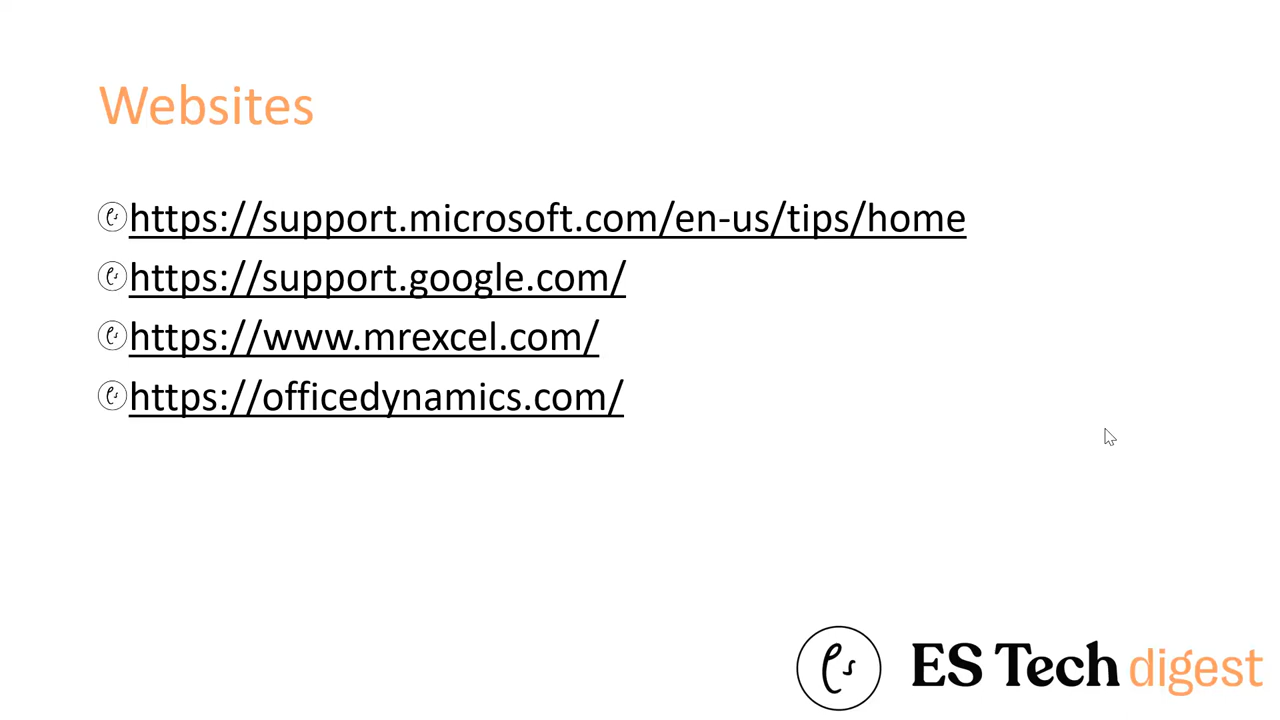 Websites
https://support.microsoft.com/en-us/tips/home
https://support.google.com/
https://www.mrexcel.com/
https://officedynamics.com/
es ES Tech digest